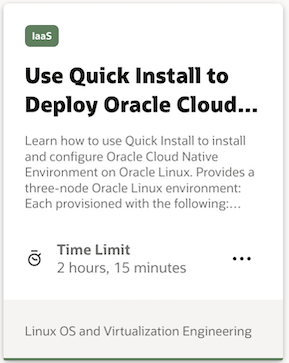 IaaS
Use Quick Install to
Deploy Oracle Cloud...
Learn how to use Quick Install to install
and configure Oracle Cloud Native
Environment on Oracle Linux. Provides a
three-node Oracle Linux environment:
Each provisioned with the following:...
Time Limit
2 hours, 15 minutes
Linux OS and Virtualization Engineering